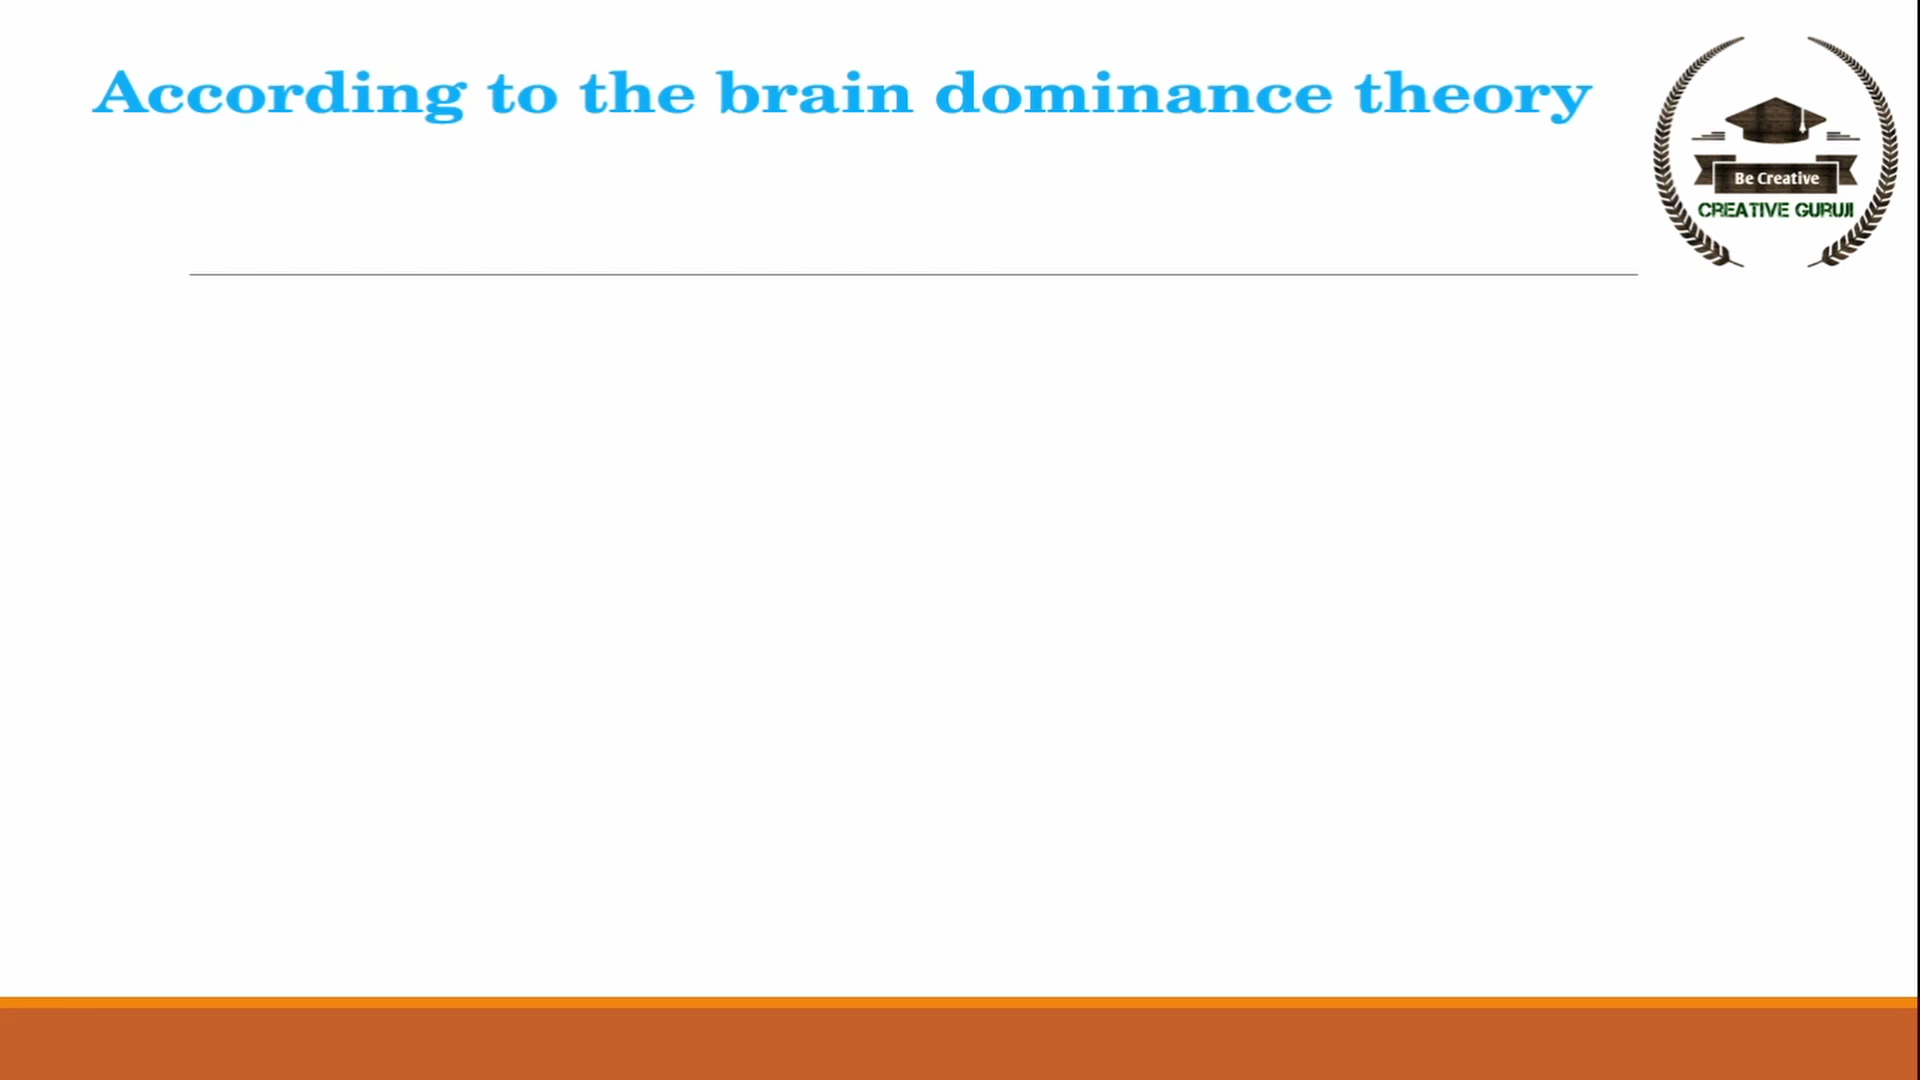 According to the brain dominance theory
Be Creative
CREATIVE GURUJI